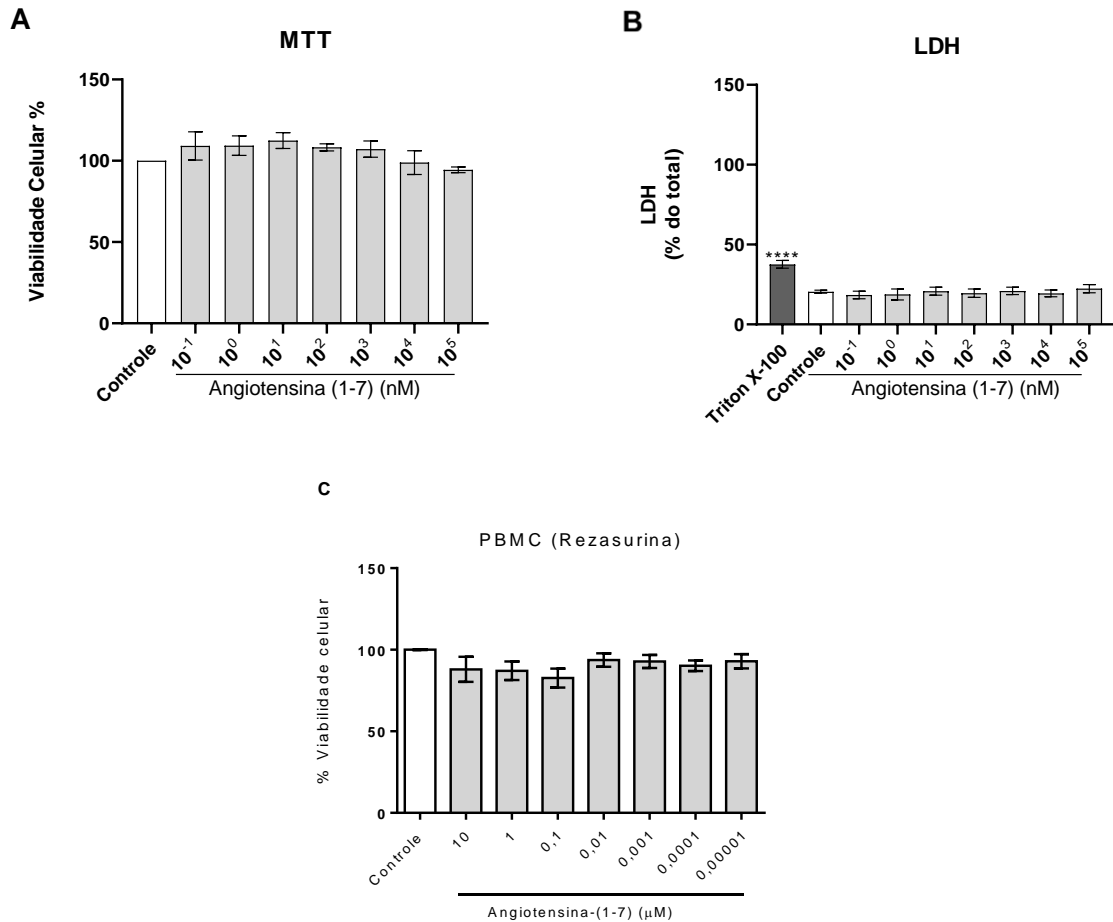 A
MTT
Viabilidade Celular %
150
100
50
0
Controle
10⁻¹
10⁰
10¹
10²
10³
10⁴
10⁵
Angiotensina (1-7) (nM)
B
LDH
LDH
(% do total)
150
100
50
0
****
Triton X-100
Controle
10⁻¹
10⁰
10¹
10²
10³
10⁴
10⁵
Angiotensina (1-7) (nM)
C
PBMC (Rezasurina)
% Viabilidade celular
150
100
50
0
Controle
10
1
0,1
0,01
0,001
0,0001
0,00001
Angiotensina-(1-7) (μM)